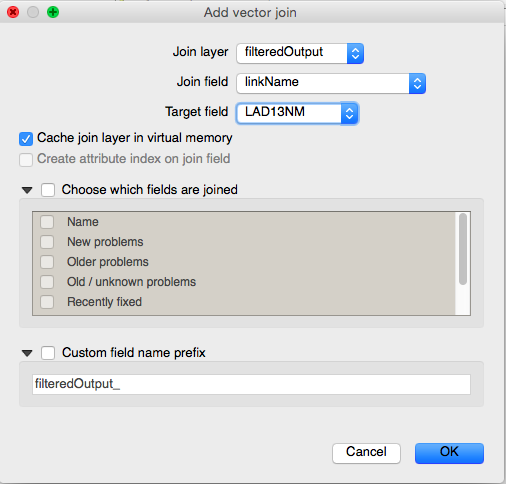 Add vector join
Join layer filteredOutput
Join field linkName
Target field LAD13NM
Cache join layer in virtual memory
Create attribute index on join field
Choose which fields are joined
Name
New problems
Older problems
Old / unknown problems
Recently fixed
Custom field name prefix
filteredOutput_
Cancel OK